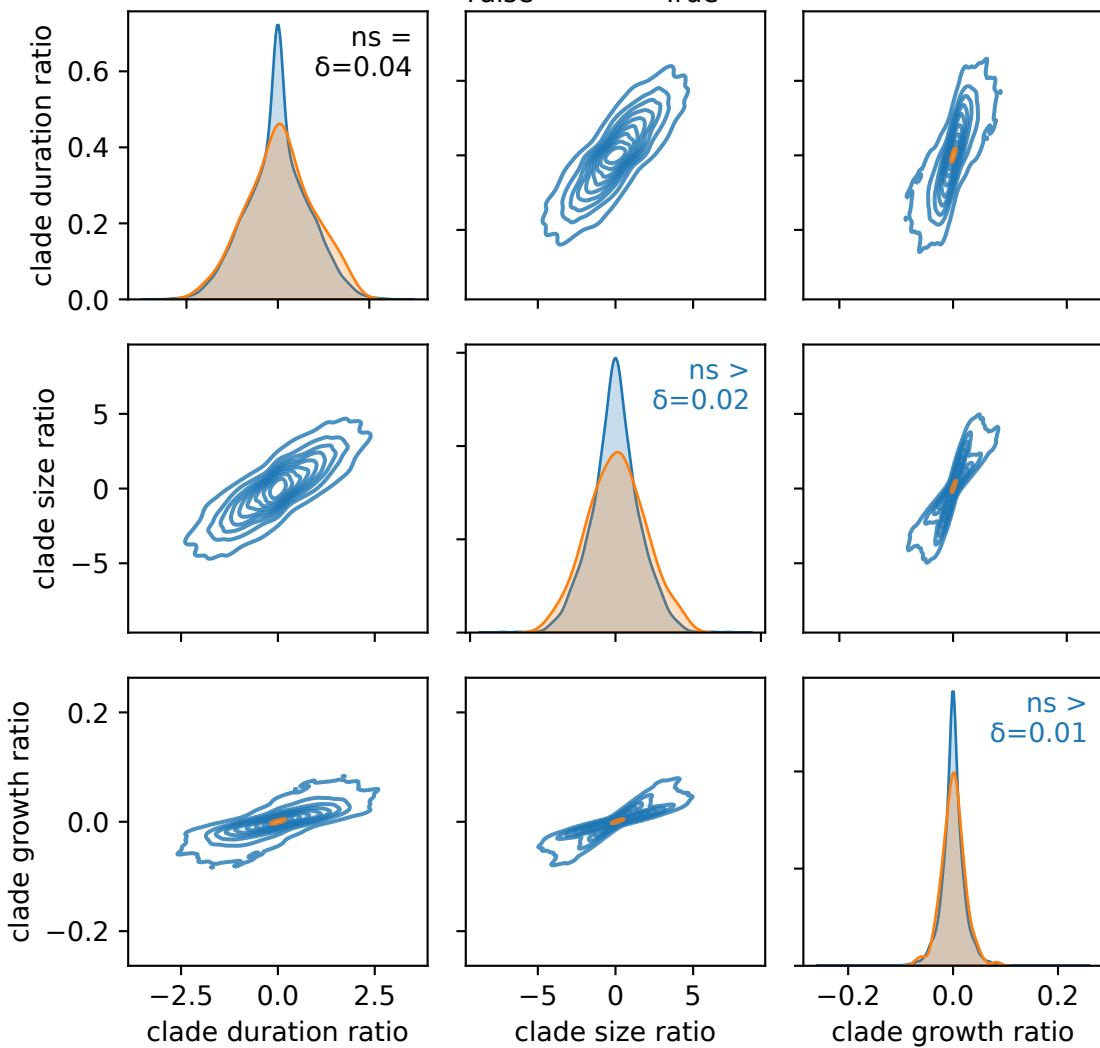 clade duration ratio
0.6
0.4
0.2
0.0
ns =
δ=0.04
clade size ratio
5
0
−5
ns >
δ=0.02
clade growth ratio
0.2
0.0
−0.2
ns >
δ=0.01
−2.5 0.0 2.5
−5 0 5
−0.2 0.0 0.2
clade duration ratio
clade size ratio
clade growth ratio